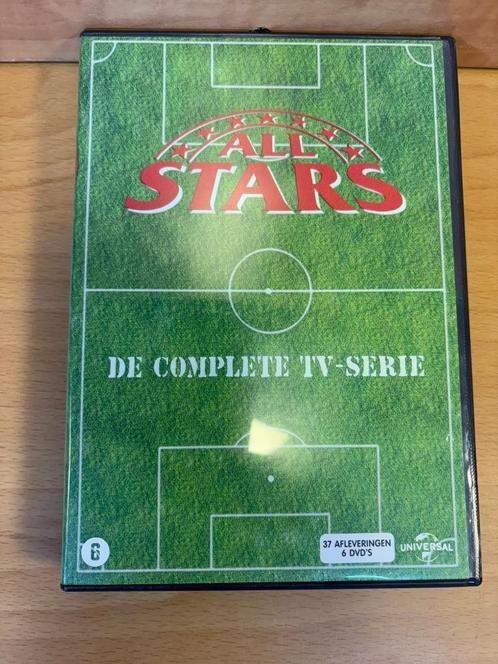 ALL
STARS
DE COMPLETE TV-SERIE
6
37 AFLEVERINGEN
6 DVD'S
UNIVERSAL